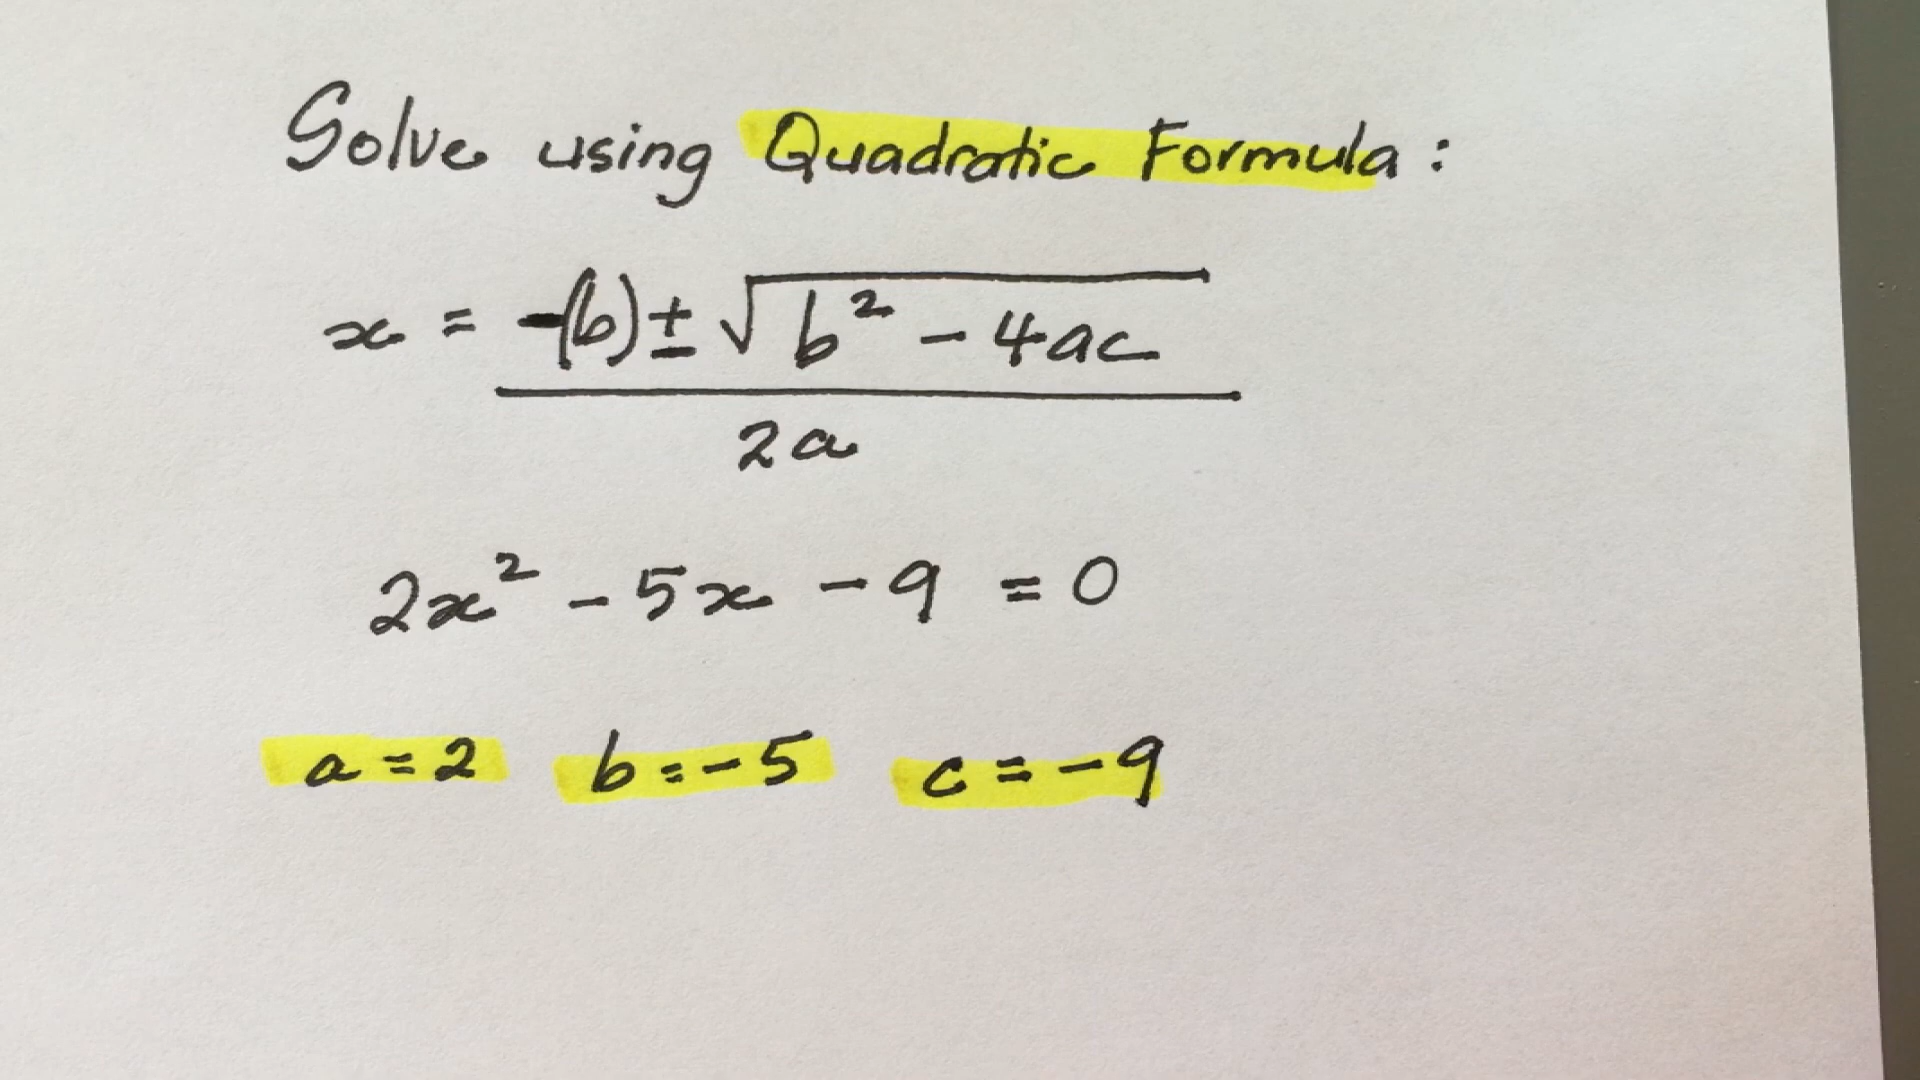 Solve using Quadratic Formula:
x = -(b) ± √(b² - 4ac)
2a
2x² - 5x - 9 = 0
a = 2 b = -5 c = -9